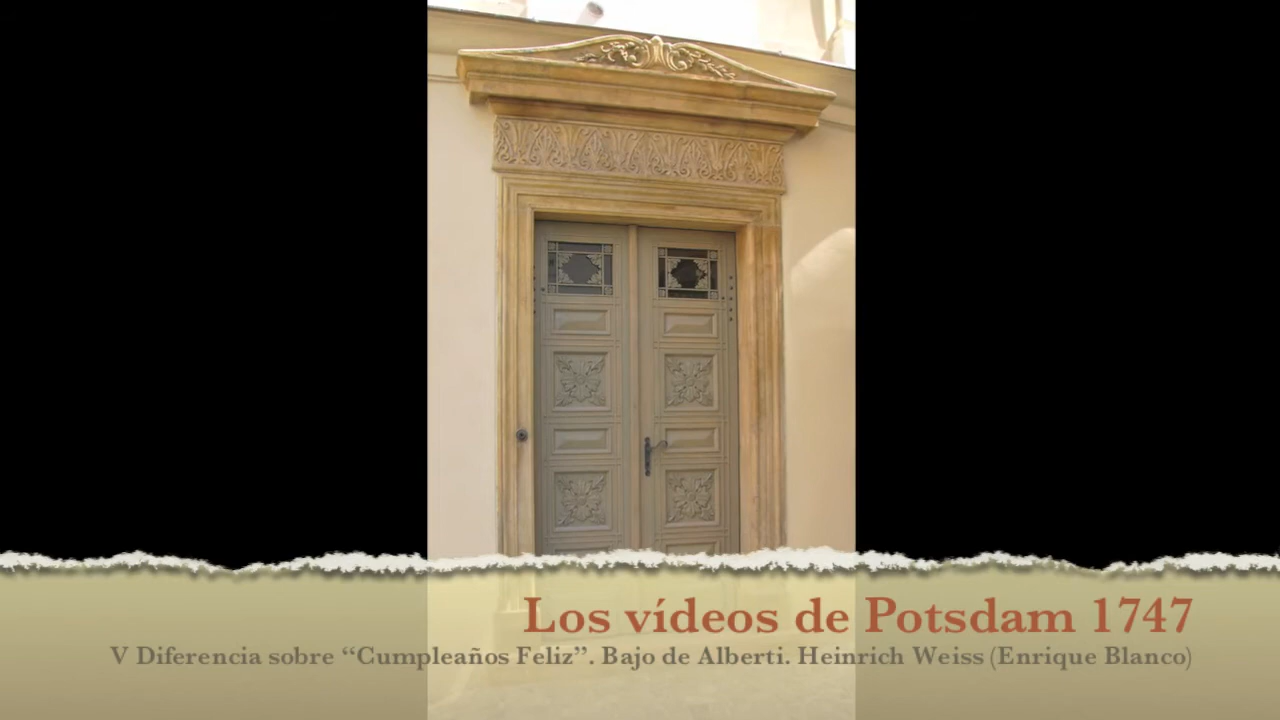 Los vídeos de Potsdam 1747
V Diferencia sobre “Cumpleaños Feliz”. Bajo de Alberti. Heinrich Weiss (Enrique Blanco)